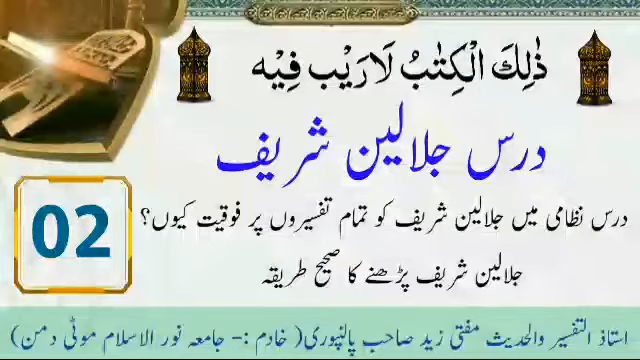 ذٰلِكَ الْكِتٰبُ لَا رَيْب فِيْه
درس جلالین شریف
02
درس نظامی میں جلالین شریف کو تمام تفسیروں پر فوقیت کیوں؟
جلالین شریف پڑھنے کا صحیح طریقہ
استاذ التفسیر والحدیث مفتی زید صاحب پالنپوری( خادم :- جامعہ نور الاسلام موٹی دمن)